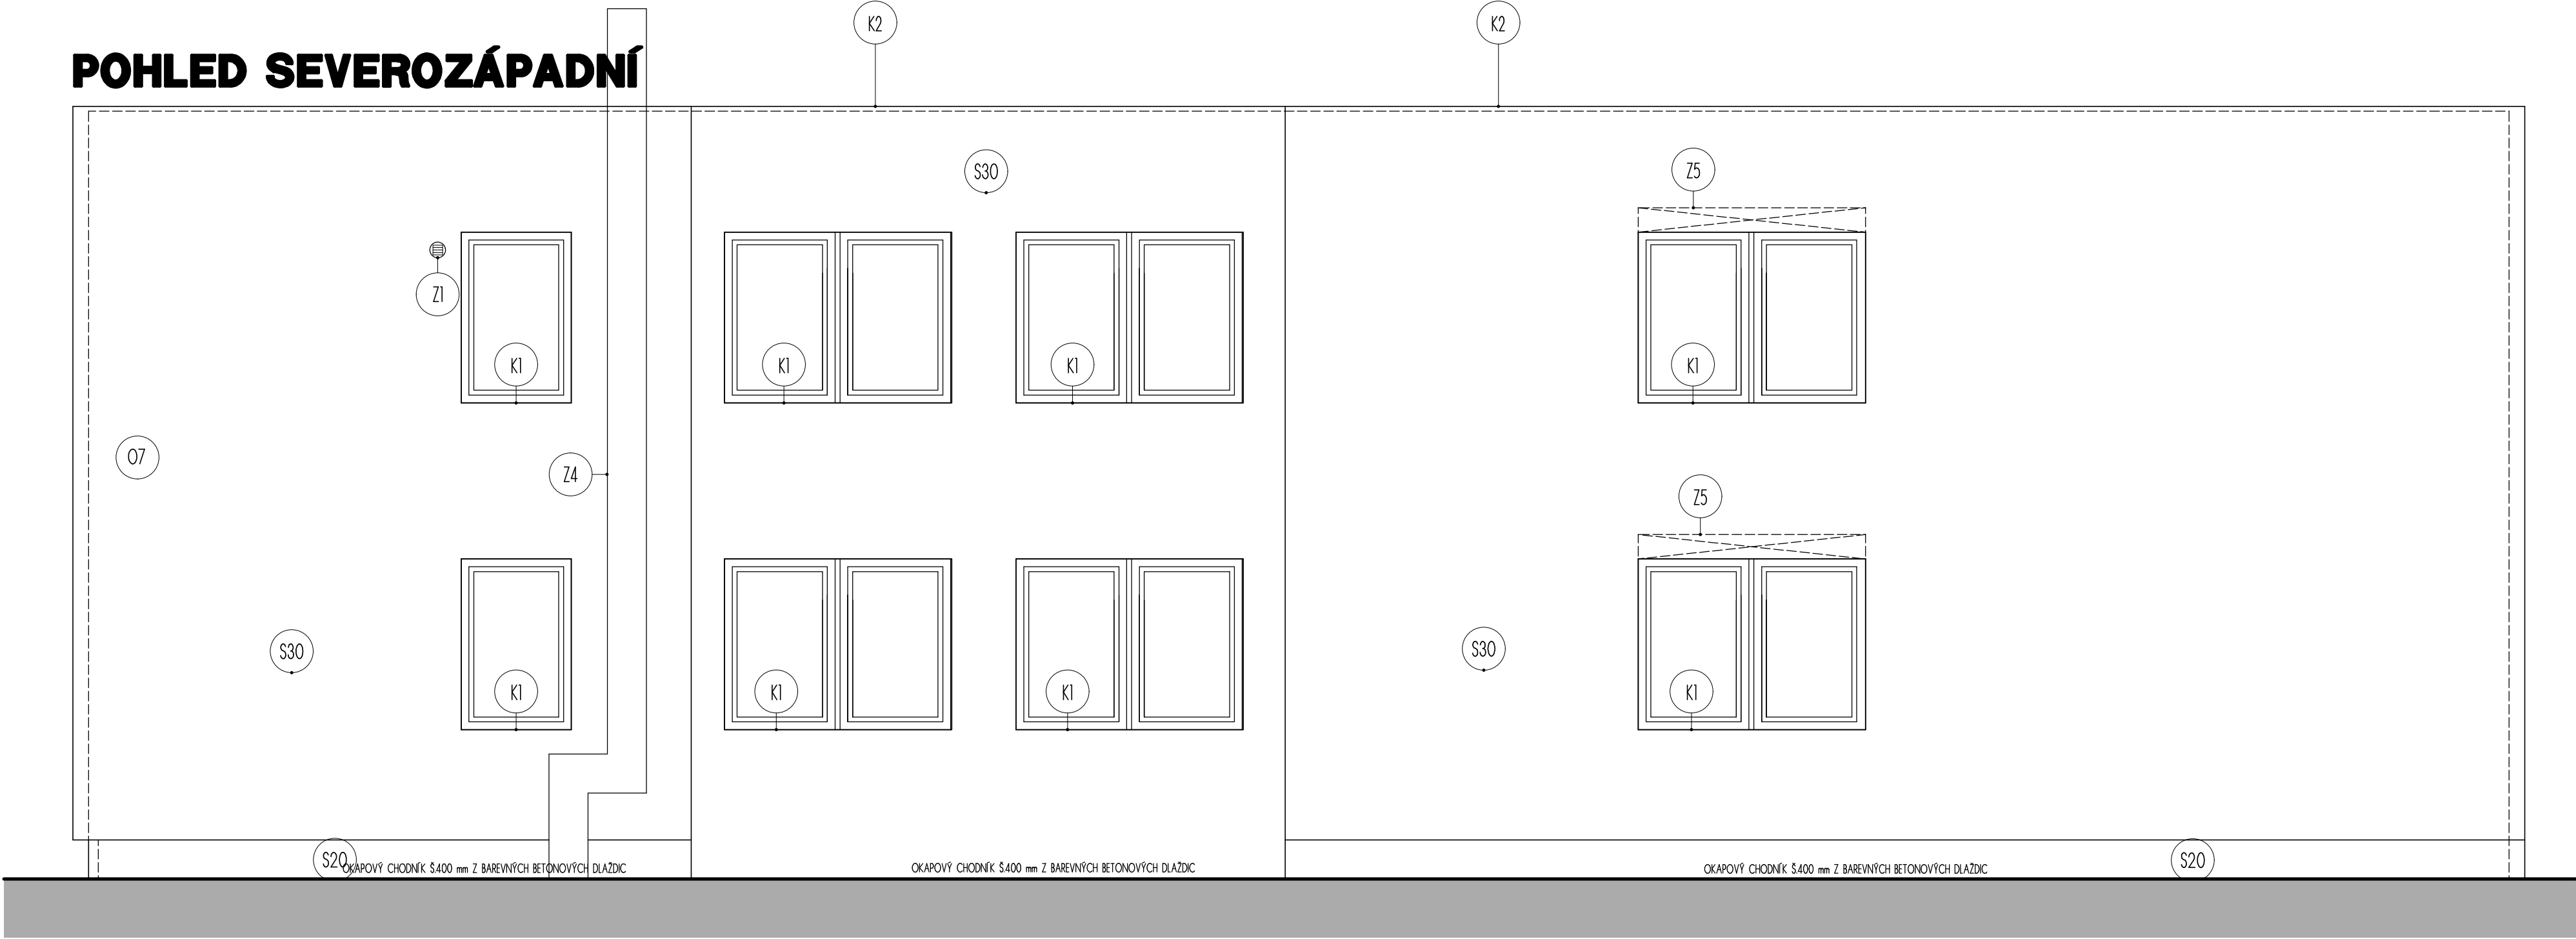 K2
K2
POHLED SEVEROZÁPADNÍ
S30
Z5
Z1
K1
K1
K1
K1
O7
Z4
Z5
S30
S30
K1
K1
K1
K1
S20
OKAPOVÝ CHODNÍK Š.400 mm Z BAREVNÝCH BETONOVÝCH DLAŽDIC
OKAPOVÝ CHODNÍK Š.400 mm Z BAREVNÝCH BETONOVÝCH DLAŽDIC
OKAPOVÝ CHODNÍK Š.400 mm Z BAREVNÝCH BETONOVÝCH DLAŽDIC
S20